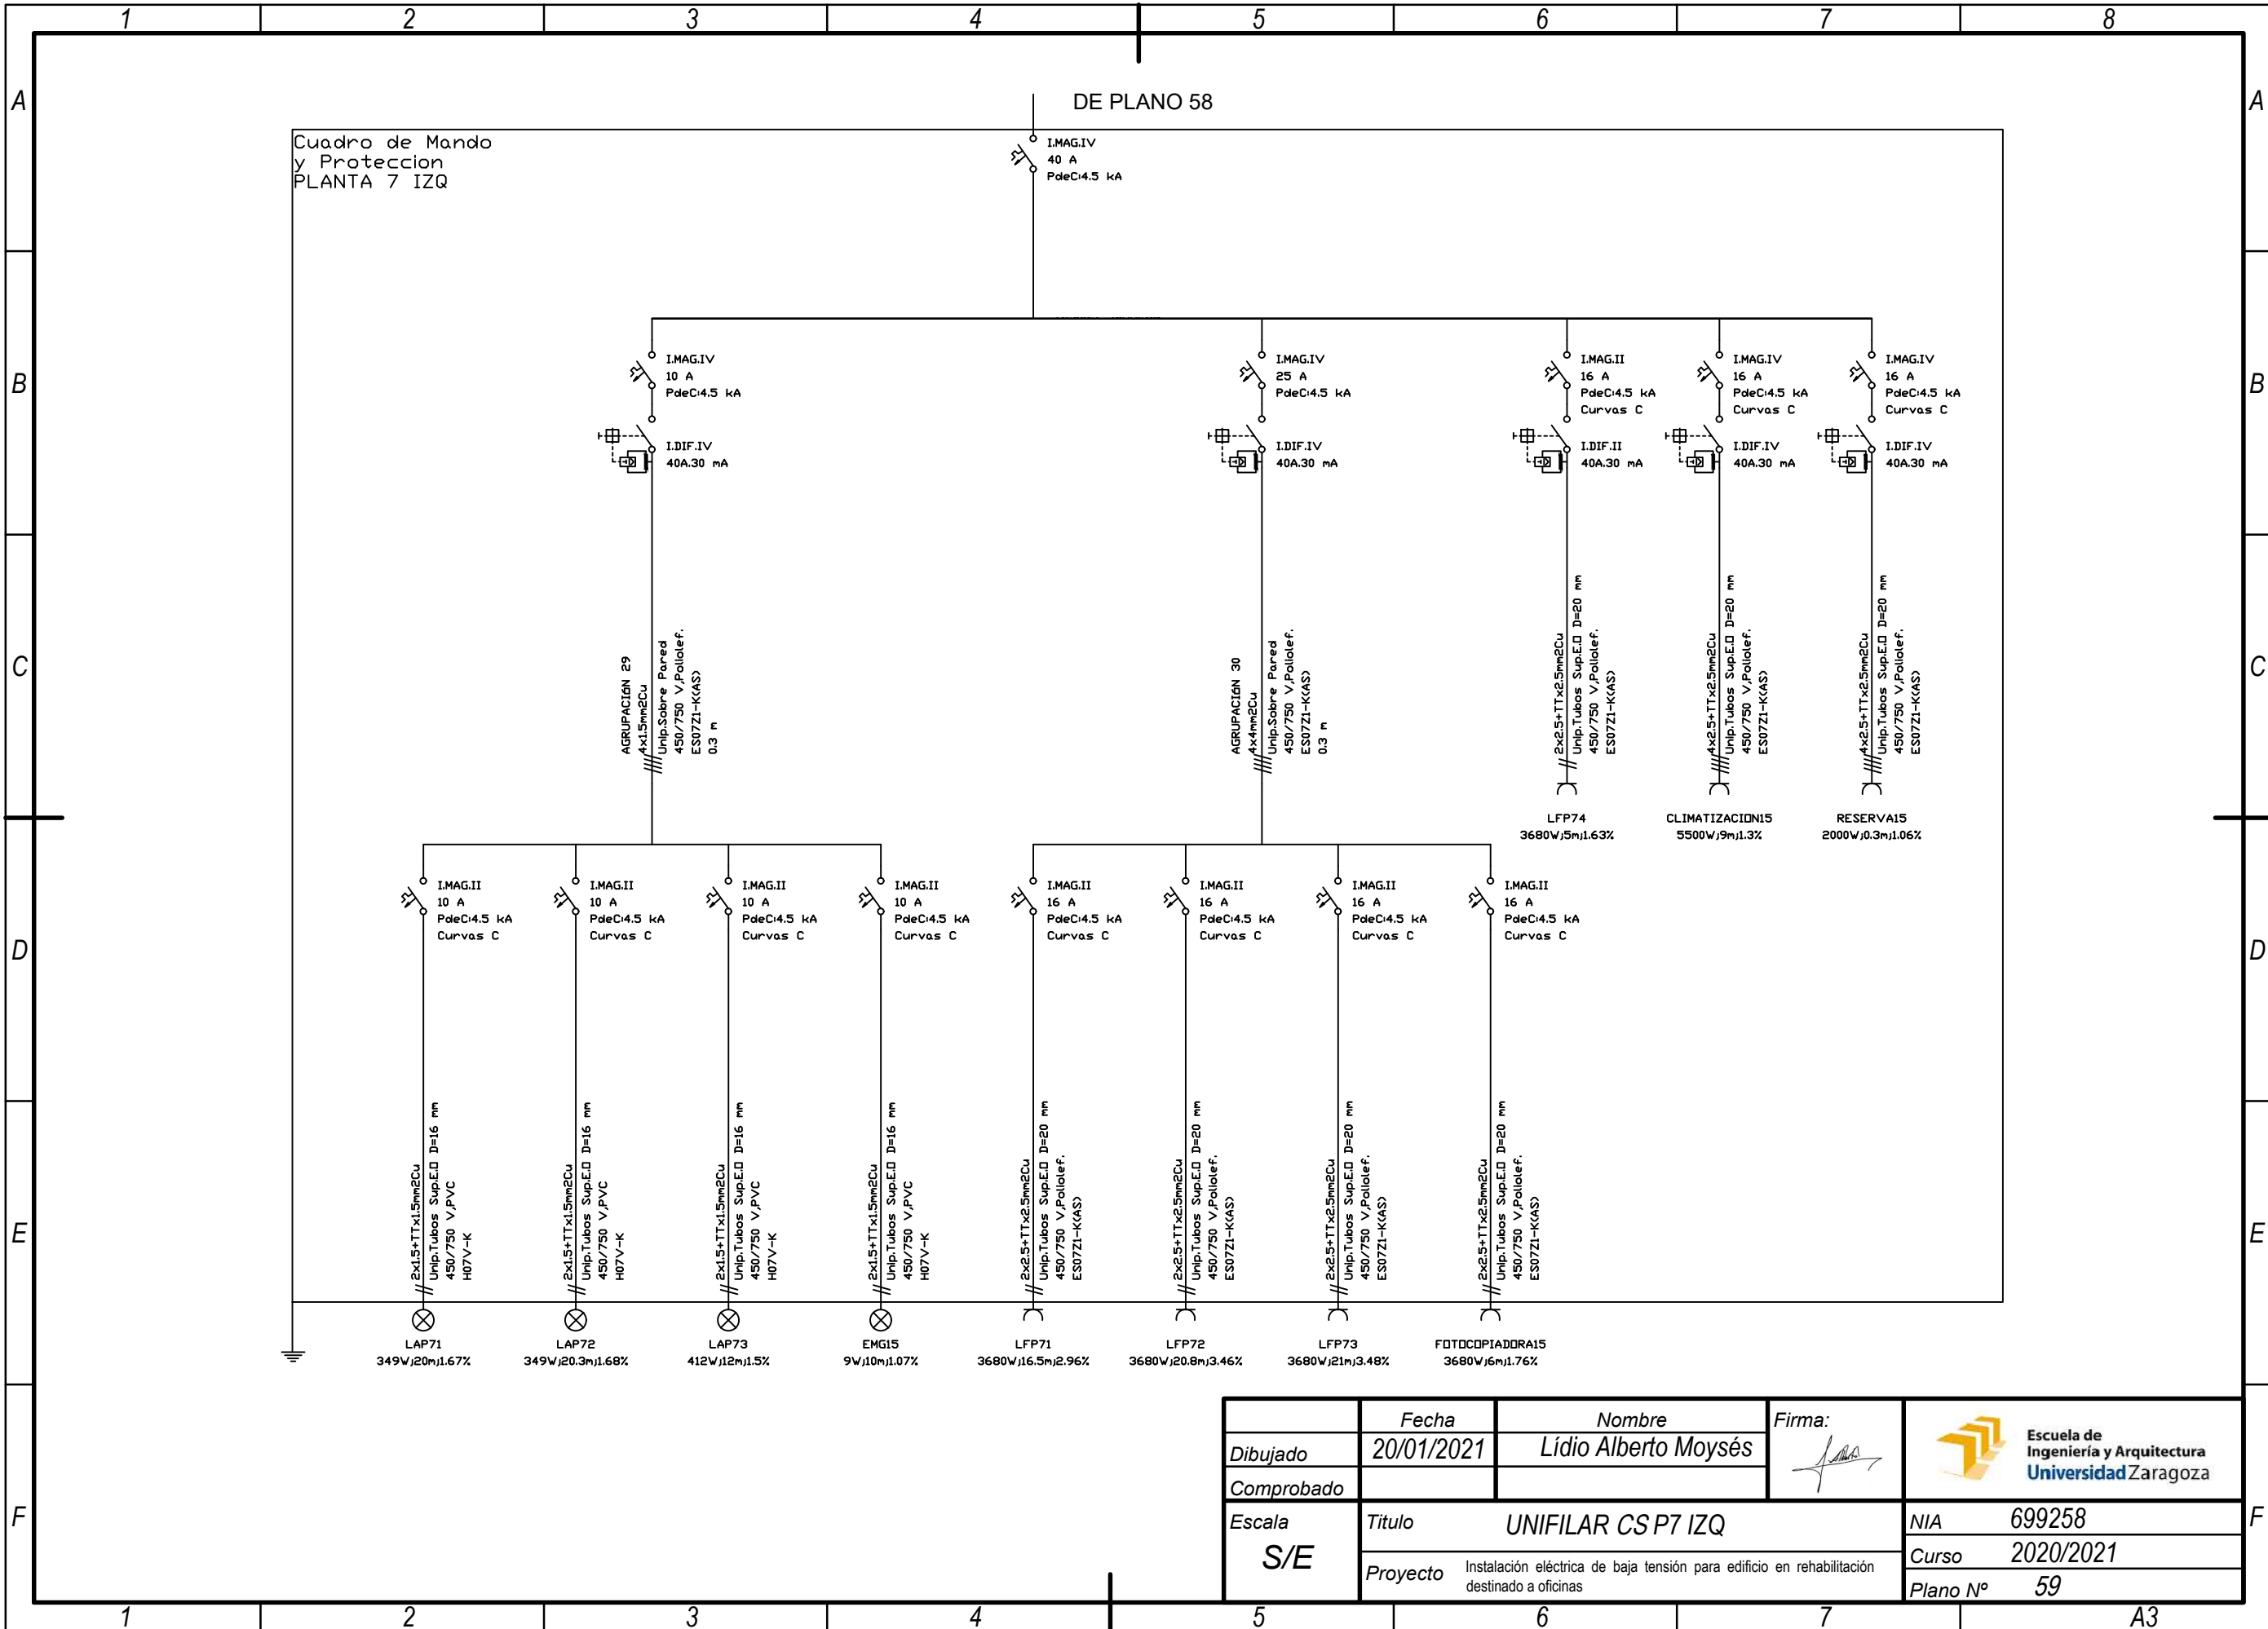 1 2 3 4 5 6 7 8
A A
DE PLANO 58
Cuadro de Mando
y Proteccion
PLANTA 7 IZQ
I.MAG.IV
40 A
PdeC:4.5 kA
B B
I.MAG.IV
10 A
PdeC:4.5 kA
I.DIF.IV
40A.30 mA
I.MAG.IV
25 A
PdeC:4.5 kA
I.DIF.IV
40A.30 mA
I.MAG.II
16 A
PdeC:4.5 kA
Curvas C
I.DIF.II
40A.30 mA
I.MAG.IV
16 A
PdeC:4.5 kA
Curvas C
I.DIF.IV
40A.30 mA
I.MAG.IV
16 A
PdeC:4.5 kA
Curvas C
I.DIF.IV
40A.30 mA
C C
AGRUPACIÓN 29
4x1.5mm2Cu
Unip.Sobre Pared
450/750 V,Poliolef.
ES07Z1-K(AS)
0.3 m
AGRUPACIÓN 30
4x4mm2Cu
Unip.Sobre Pared
450/750 V,Poliolef.
ES07Z1-K(AS)
0.3 m
2x2.5+TTx2.5mm2Cu
Unip.Tubos Sup.E.O D=20 mm
450/750 V,Poliolef.
ES07Z1-K(AS)
LFP74
3680W;5m;1.63%
4x2.5+TTx2.5mm2Cu
Unip.Tubos Sup.E.O D=20 mm
450/750 V,Poliolef.
ES07Z1-K(AS)
CLIMATIZACION15
5500W;9m;1.3%
4x2.5+TTx2.5mm2Cu
Unip.Tubos Sup.E.O D=20 mm
450/750 V,Poliolef.
ES07Z1-K(AS)
RESERVA15
2000W;0.3m;1.06%
D D
I.MAG.II
10 A
PdeC:4.5 kA
Curvas C
I.MAG.II
10 A
PdeC:4.5 kA
Curvas C
I.MAG.II
10 A
PdeC:4.5 kA
Curvas C
I.MAG.II
10 A
PdeC:4.5 kA
Curvas C
I.MAG.II
16 A
PdeC:4.5 kA
Curvas C
I.MAG.II
16 A
PdeC:4.5 kA
Curvas C
I.MAG.II
16 A
PdeC:4.5 kA
Curvas C
I.MAG.II
16 A
PdeC:4.5 kA
Curvas C
E E
2x1.5+TTx1.5mm2Cu
Unip.Tubos Sup.E.O D=16 mm
450/750 V,PVC
H07V-K
LAP71
349W;20m;1.67%
2x1.5+TTx1.5mm2Cu
Unip.Tubos Sup.E.O D=16 mm
450/750 V,PVC
H07V-K
LAP72
349W;20.3m;1.68%
2x1.5+TTx1.5mm2Cu
Unip.Tubos Sup.E.O D=16 mm
450/750 V,PVC
H07V-K
LAP73
412W;12m;1.5%
2x1.5+TTx1.5mm2Cu
Unip.Tubos Sup.E.O D=16 mm
450/750 V,PVC
H07V-K
EMG15
9W;10m;1.07%
2x2.5+TTx2.5mm2Cu
Unip.Tubos Sup.E.O D=20 mm
450/750 V,Poliolef.
ES07Z1-K(AS)
LFP71
3680W;16.5m;2.96%
2x2.5+TTx2.5mm2Cu
Unip.Tubos Sup.E.O D=20 mm
450/750 V,Poliolef.
ES07Z1-K(AS)
LFP72
3680W;20.8m;3.46%
2x2.5+TTx2.5mm2Cu
Unip.Tubos Sup.E.O D=20 mm
450/750 V,Poliolef.
ES07Z1-K(AS)
LFP73
3680W;21m;3.48%
2x2.5+TTx2.5mm2Cu
Unip.Tubos Sup.E.O D=20 mm
450/750 V,Poliolef.
ES07Z1-K(AS)
FOTOCOPIADORA15
3680W;6m;1.76%
F F
Fecha Nombre Firma:
Dibujado 20/01/2021 Lídio Alberto Moysés
Comprobado
Escuela de
Ingeniería y Arquitectura
Universidad Zaragoza
Escala
S/E
Titulo UNIFILAR CS P7 IZQ
Proyecto Instalación eléctrica de baja tensión para edificio en rehabilitación
destinado a oficinas
NIA 699258
Curso 2020/2021
Plano Nº 59
1 2 3 4 5 6 7 A3